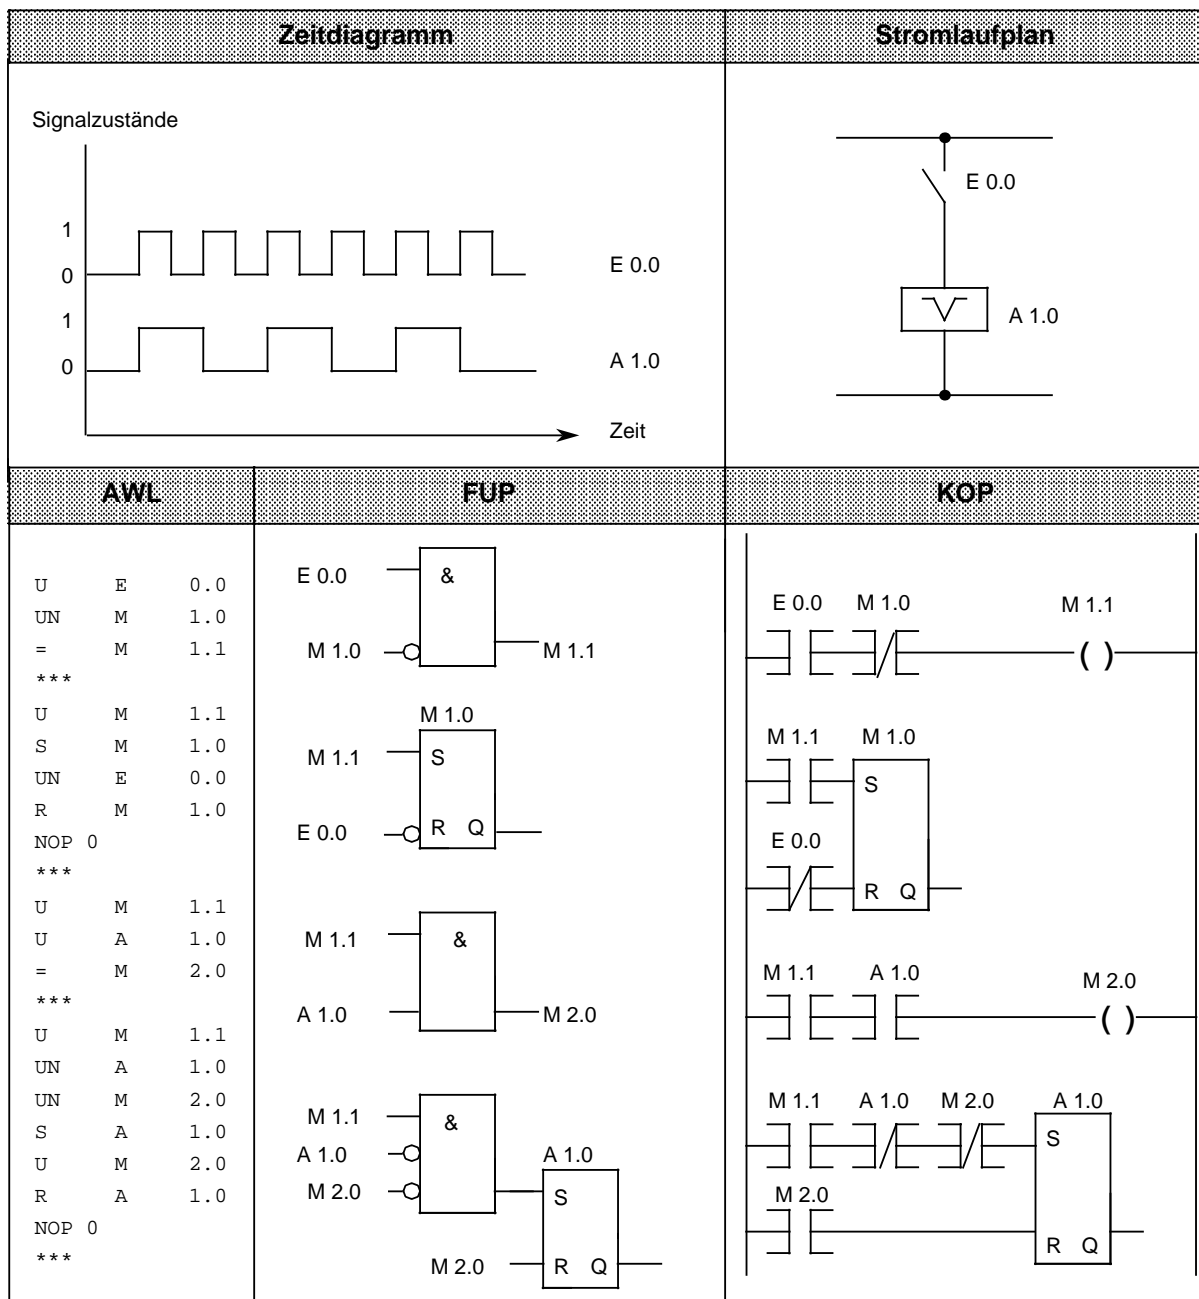 Zeitdiagramm
Stromlaufplan
Signalzustände
1
0
E 0.0
1
0
A 1.0
Zeit
E 0.0
A 1.0
AWL
FUP
KOP
U E 0.0
UN M 1.0
= M 1.1
***
U M 1.1
S M 1.0
UN E 0.0
R M 1.0
NOP 0
***
U M 1.1
U A 1.0
= M 2.0
***
U M 1.1
UN A 1.0
UN M 2.0
S A 1.0
U M 2.0
R A 1.0
NOP 0
***
E 0.0 &
M 1.0 M 1.1
M 1.0
M 1.1 S
E 0.0 R Q
M 1.1 &
A 1.0 M 2.0
M 1.1 &
A 1.0 A 1.0
M 2.0 S
M 2.0 R Q
E 0.0 M 1.0 M 1.1
( )
M 1.1 M 1.0
S
E 0.0
R Q
M 1.1 A 1.0 M 2.0
( )
M 1.1 A 1.0 M 2.0 A 1.0
S
M 2.0
R Q